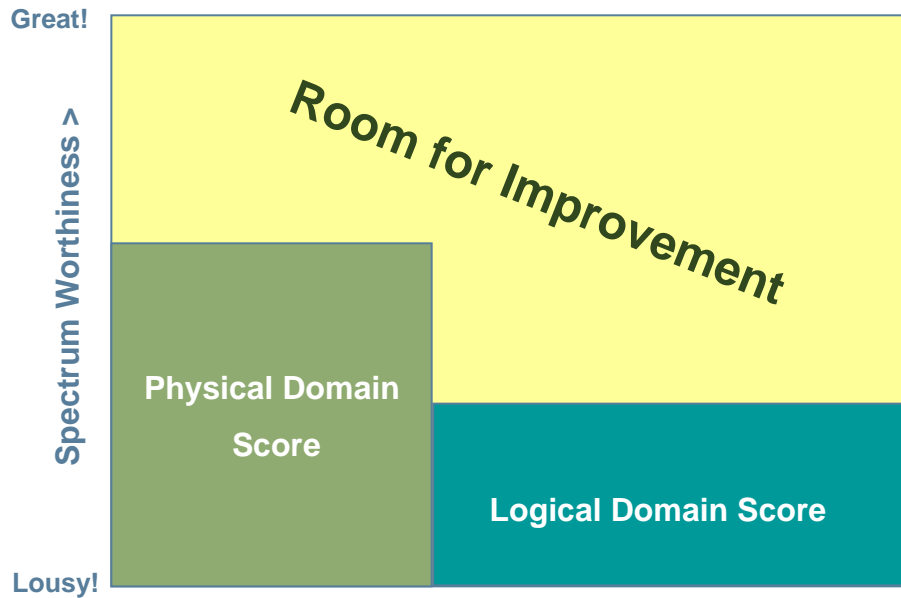 Great!
Spectrum Worthiness >
Room for Improvement
Physical Domain
Score
Logical Domain Score
Lousy!